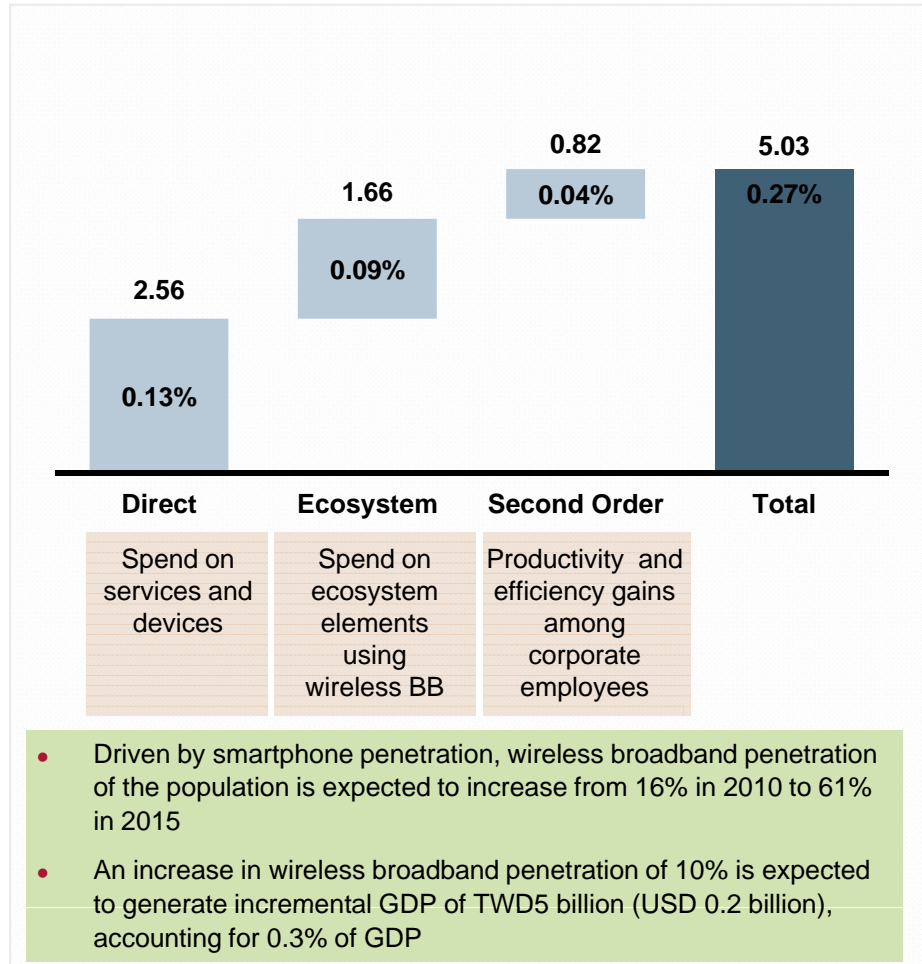 0.82 5.03
0.04% 0.27%
1.66
0.09%
2.56
0.13%
Direct Ecosystem Second Order Total
Spend on
services and
devices
Spend on
ecosystem
elements
using
wireless BB
Productivity and
efficiency gains
among
corporate
employees
• Driven by smartphone penetration, wireless broadband penetration
of the population is expected to increase from 16% in 2010 to 61%
in 2015
• An increase in wireless broadband penetration of 10% is expected
to generate incremental GDP of TWD5 billion (USD 0.2 billion),
accounting for 0.3% of GDP